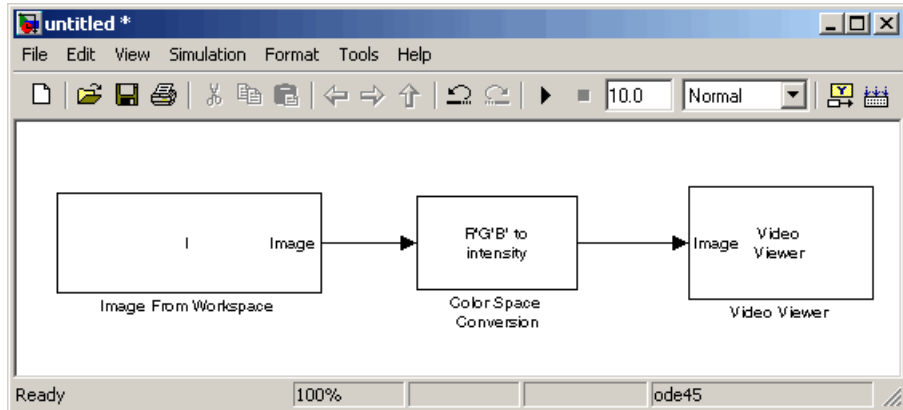 untitled *
File Edit View Simulation Format Tools Help
10.0 Normal
I Image
Image From Workspace
R'G'B' to
intensity
Color Space
Conversion
Image
Video
Viewer
Video Viewer
Ready 100% ode45